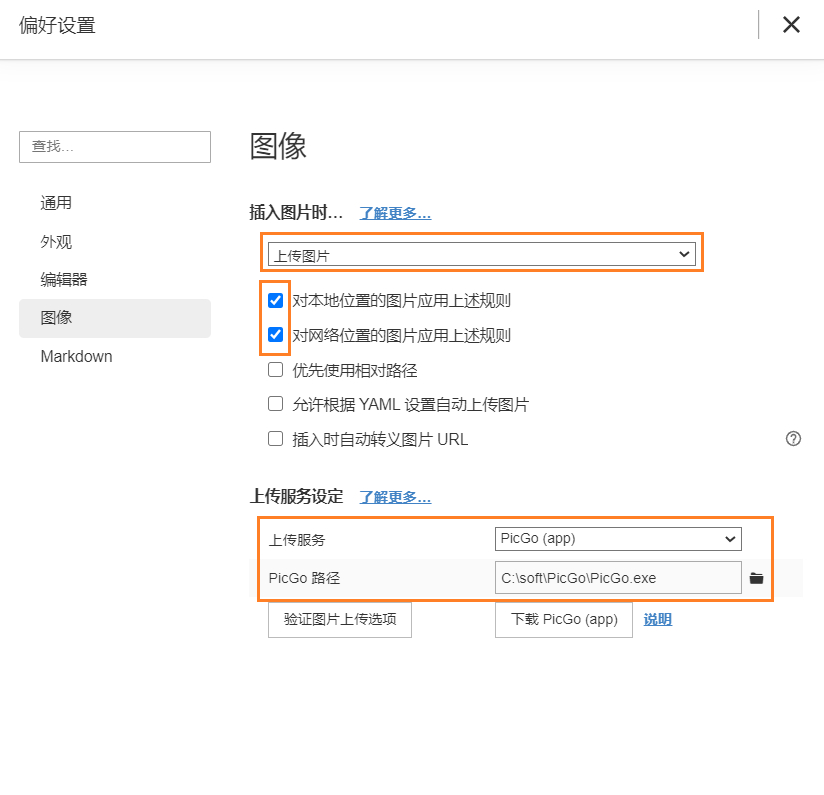 偏好设置
查找...
通用
外观
编辑器
图像
Markdown
图像
插入图片时... 了解更多...
上传图片
对本地位置的图片应用上述规则
对网络位置的图片应用上述规则
优先使用相对路径
允许根据 YAML 设置自动上传图片
插入时自动转义图片 URL
上传服务设定 了解更多...
上传服务 PicGo (app)
PicGo 路径 C:\soft\PicGo\PicGo.exe
验证图片上传选项 下载 PicGo (app) 说明